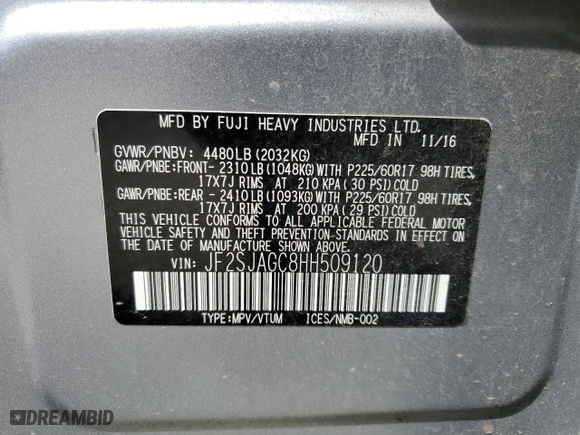 MFD BY FUJI HEAVY INDUSTRIES LTD.
MFD IN 11/16
GVWR/PNBV: 4480LB (2032KG)
GAWR/PNBE:FRONT- 2310LB(1048KG)WITH P225/60R17 98H TIRES,
17X7J RIMS AT 210 KPA ( 30 PSI)COLD
GAWR/PNBE:REAR - 2410LB(1093KG)WITH P225/60R17 98H TIRES,
17X7J RIMS AT 200 KPA ( 29 PSI)COLD
THIS VEHICLE CONFORMS TO ALL APPLICABLE FEDERAL MOTOR
VEHICLE SAFETY AND THEFT-PREVENTION STANDARDS IN EFFECT ON
THE DATE OF MANUFACTURE SHOWN ABOVE.
VIN: JF2SJAGC8HH509120
TYPE:MPV/VTUM ICES/NMB-002
DREAMBID